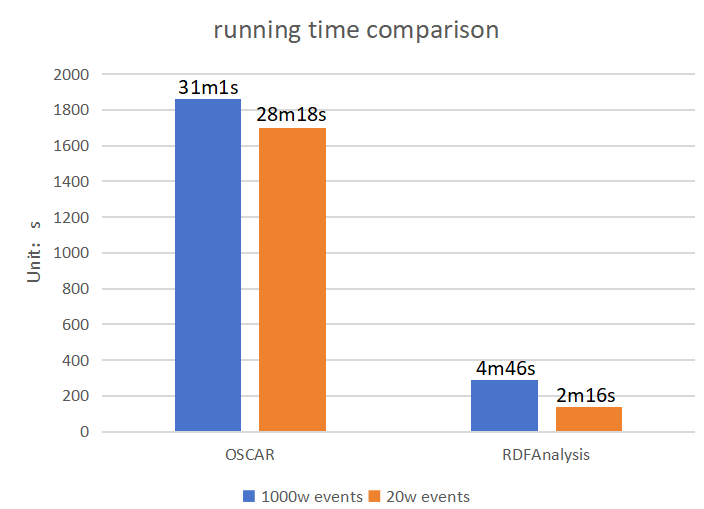 running time comparison
Unit: s
2000
1800
1600
1400
1200
1000
800
600
400
200
0
31m1s
28m18s
4m46s
2m16s
OSCAR
RDFAnalysis
1000w events
20w events